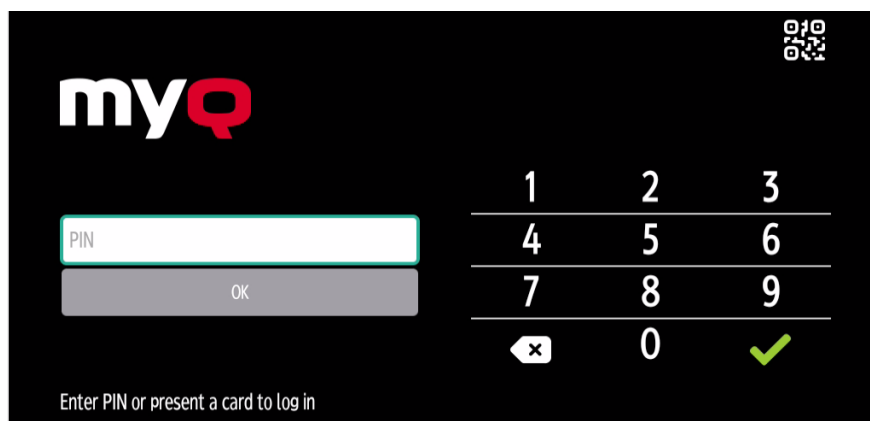 myQ
PIN
OK
1 2 3
4 5 6
7 8 9
0
Enter PIN or present a card to log in